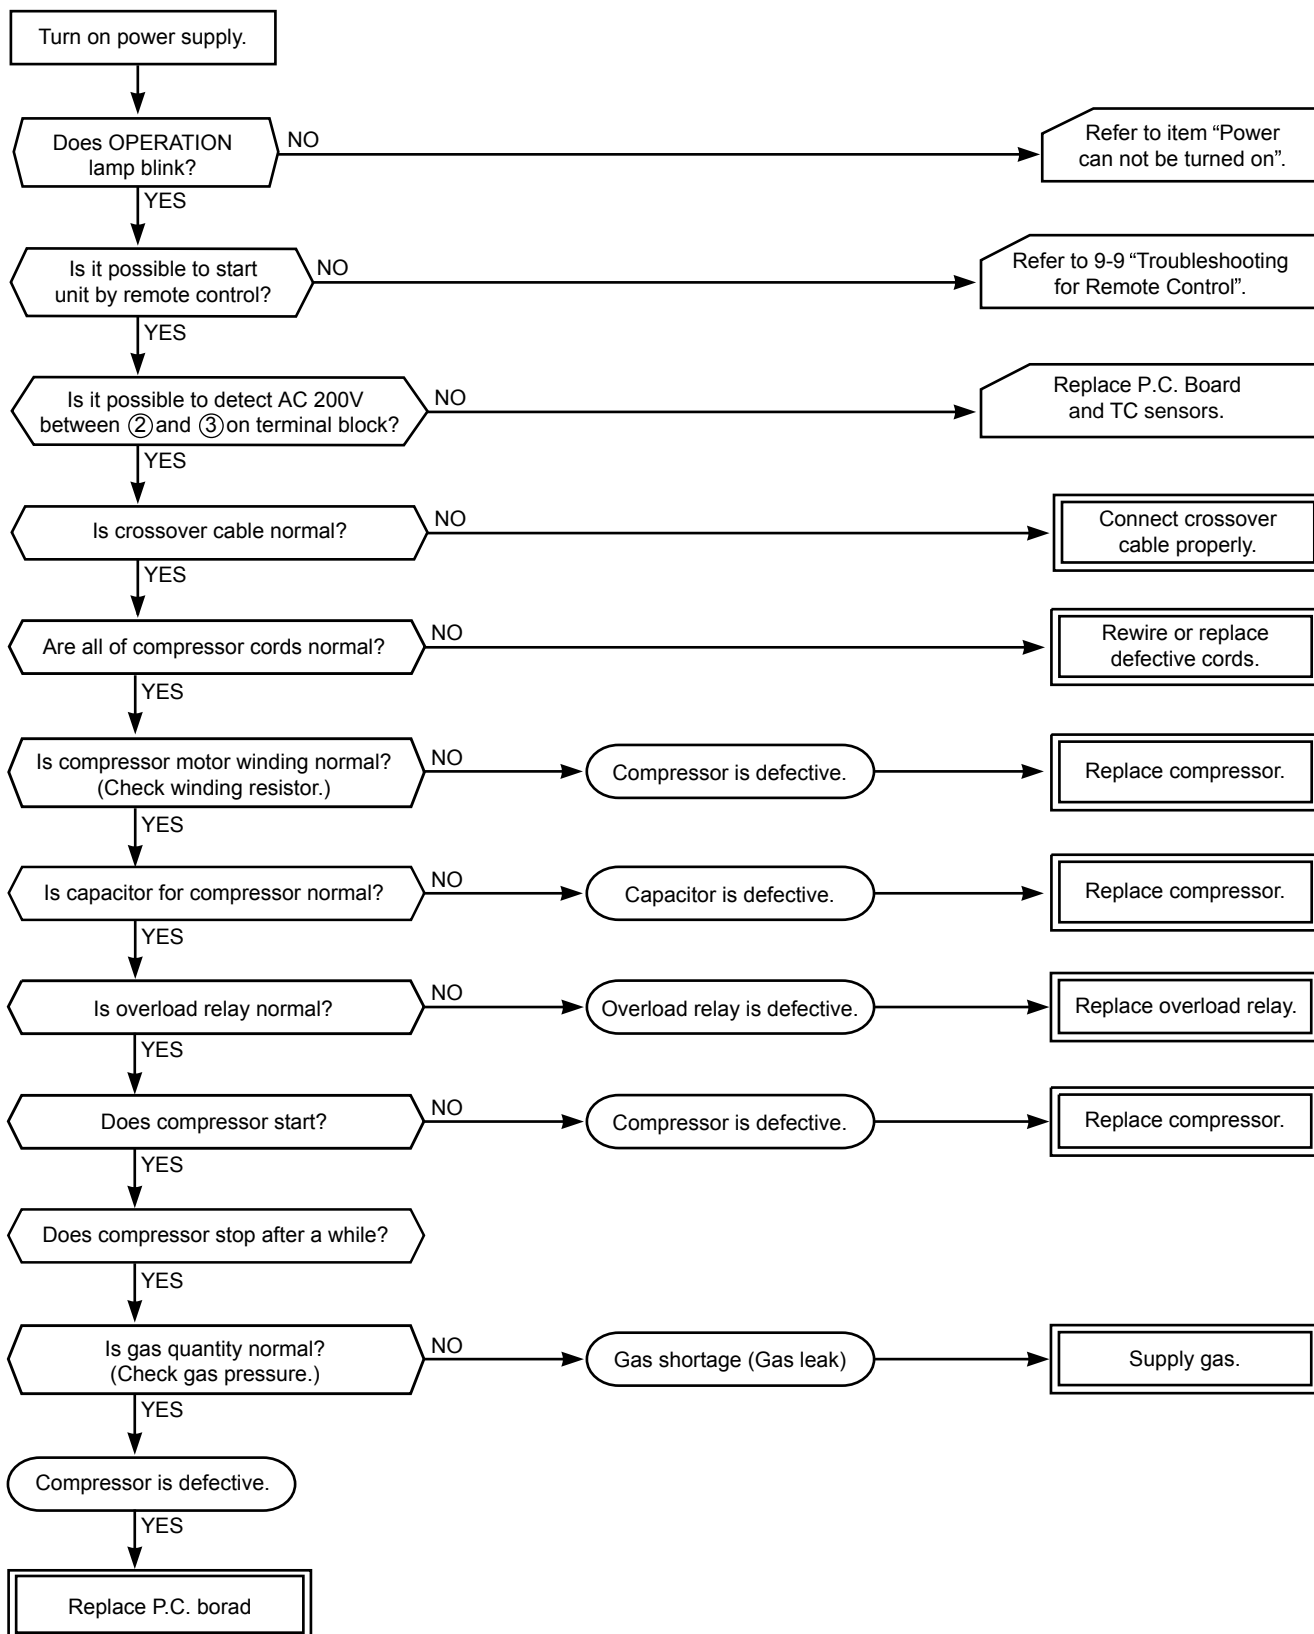 Turn on power supply.
Does OPERATION
lamp blink?
NO
Refer to item “Power
can not be turned on”.
YES
Is it possible to start
unit by remote control?
NO
Refer to 9-9 “Troubleshooting
for Remote Control”.
YES
Is it possible to detect AC 200V
between ② and ③ on terminal block?
NO
Replace P.C. Board
and TC sensors.
YES
Is crossover cable normal?
NO
Connect crossover
cable properly.
YES
Are all of compressor cords normal?
NO
Rewire or replace
defective cords.
YES
Is compressor motor winding normal?
(Check winding resistor.)
NO
Compressor is defective.
Replace compressor.
YES
Is capacitor for compressor normal?
NO
Capacitor is defective.
Replace compressor.
YES
Is overload relay normal?
NO
Overload relay is defective.
Replace overload relay.
YES
Does compressor start?
NO
Compressor is defective.
Replace compressor.
YES
Does compressor stop after a while?
YES
Is gas quantity normal?
(Check gas pressure.)
NO
Gas shortage (Gas leak)
Supply gas.
YES
Compressor is defective.
YES
Replace P.C. borad